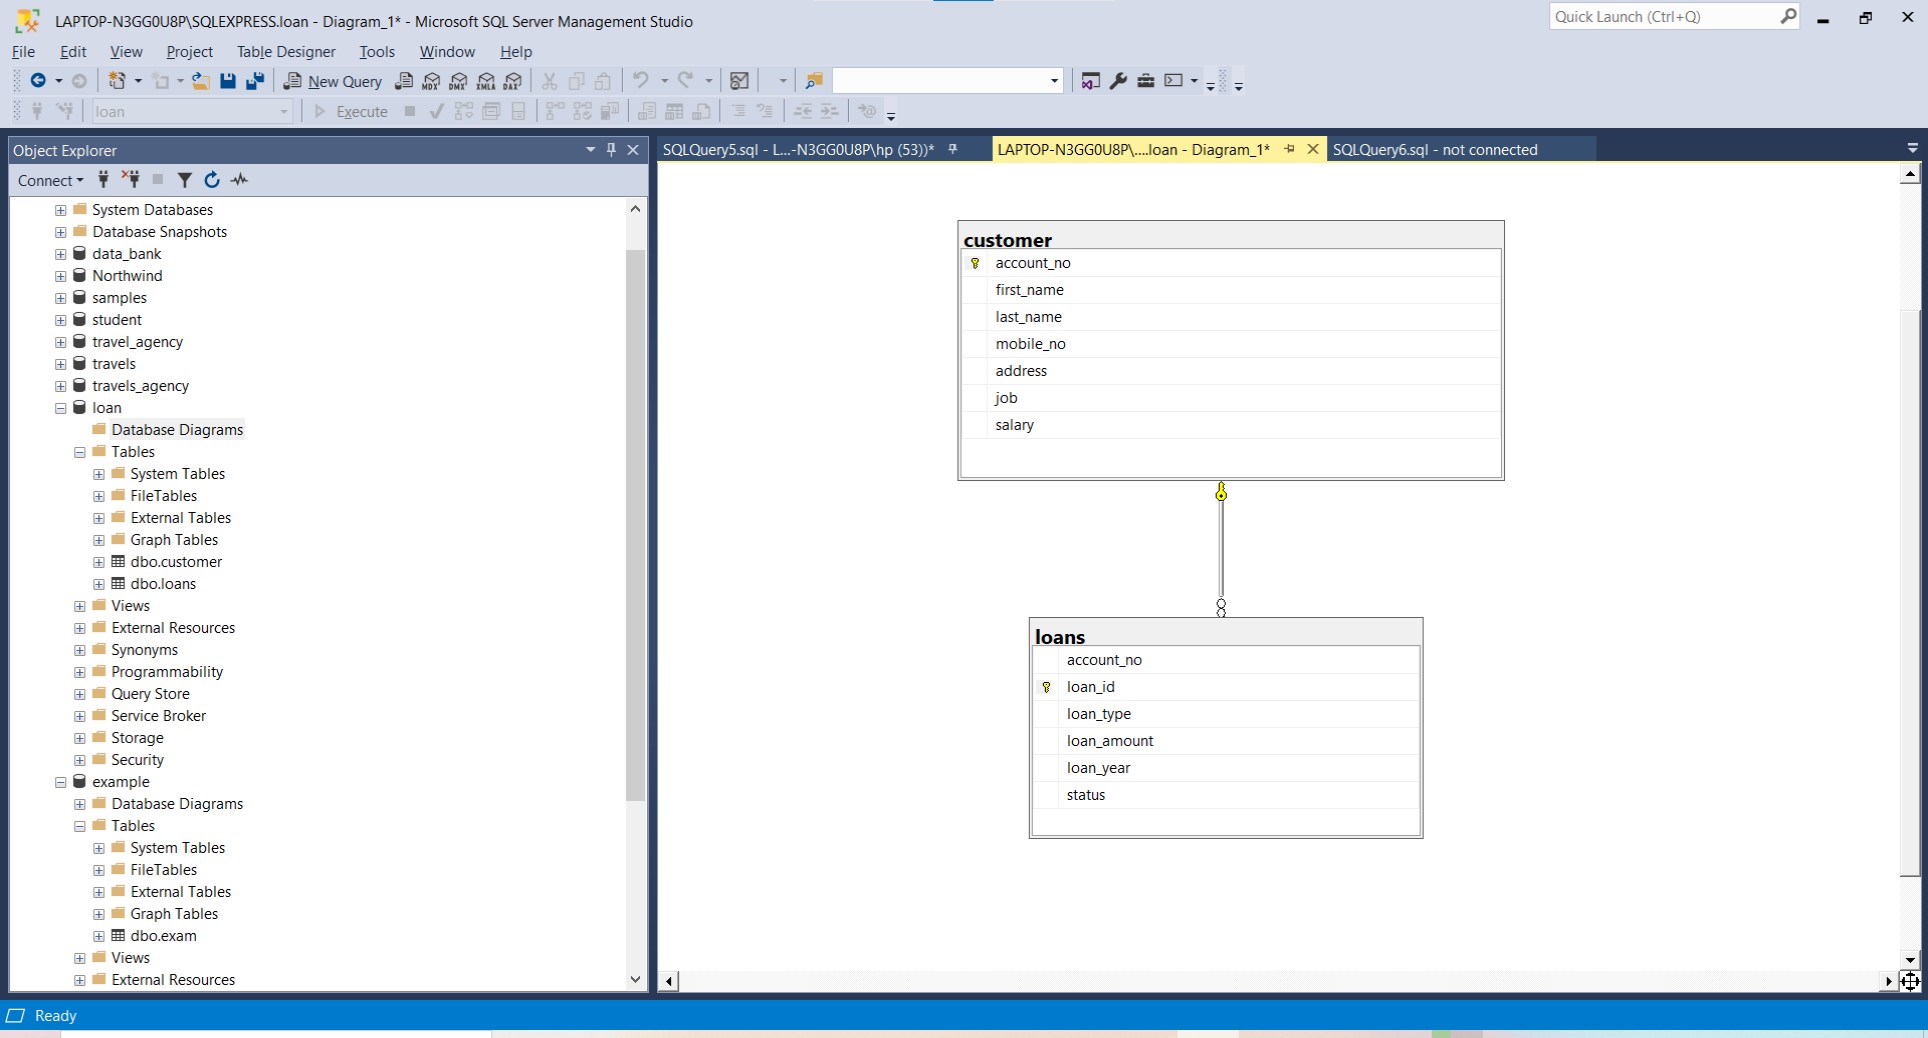 LAPTOP-N3GG0U8P\SQLEXPRESS.loan - Diagram_1* - Microsoft SQL Server Management Studio
Quick Launch (Ctrl+Q)
File Edit View Project Table Designer Tools Window Help
New Query MDX DMX XMLA DAX
loan Execute
Object Explorer
SQLQuery5.sql - L...-N3GG0U8P\hp (53))* LAPTOP-N3GG0U8P\....loan - Diagram_1* SQLQuery6.sql - not connected
Connect
System Databases
Database Snapshots
data_bank
Northwind
samples
student
travel_agency
travels
travels_agency
loan
Database Diagrams
Tables
System Tables
FileTables
External Tables
Graph Tables
dbo.customer
dbo.loans
Views
External Resources
Synonyms
Programmability
Query Store
Service Broker
Storage
Security
example
Database Diagrams
Tables
System Tables
FileTables
External Tables
Graph Tables
dbo.exam
Views
External Resources
customer
account_no
first_name
last_name
mobile_no
address
job
salary
loans
account_no
loan_id
loan_type
loan_amount
loan_year
status
Ready